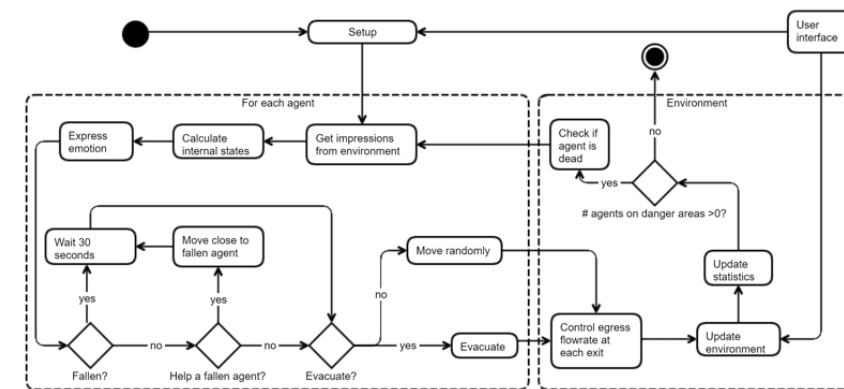 Setup
User
interface
For each agent
Environment
Express
emotion
Calculate
internal states
Get impressions
from environment
Check if
agent is
dead
no
yes
# agents on danger areas >0?
Wait 30
seconds
Move close to
fallen agent
Move randomly
Update
statistics
yes
yes
no
Control egress
flowrate at
each exit
Update
environment
no
no
yes
Evacuate
Fallen?
Help a fallen agent?
Evacuate?